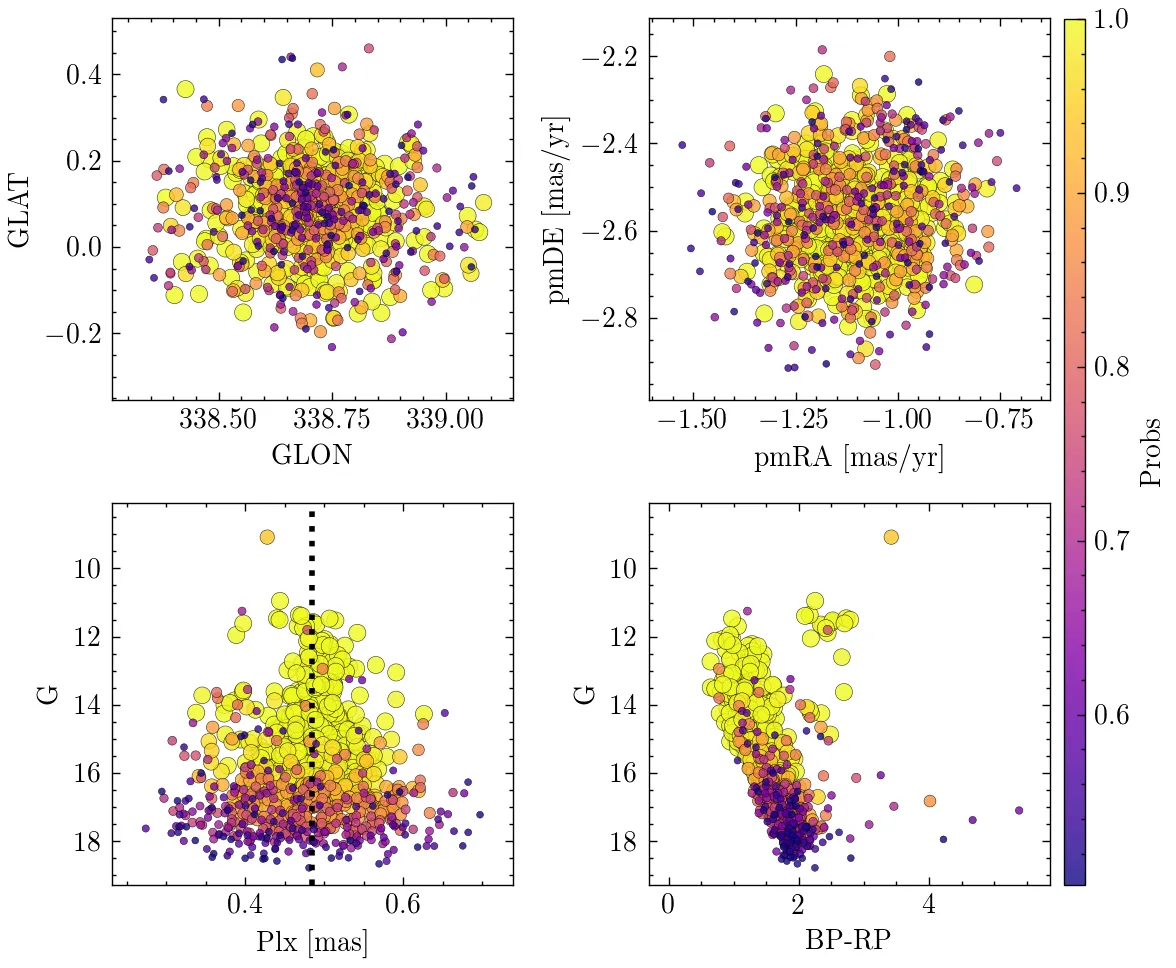 0.4
0.2
0.0
−0.2
GLAT
338.50 338.75 339.00
GLON
−2.2
−2.4
−2.6
−2.8
pmDE [mas/yr]
−1.50 −1.25 −1.00 −0.75
pmRA [mas/yr]
1.0
0.9
0.8
0.7
0.6
Probs
10
12
14
16
18
G
0.4 0.6
Plx [mas]
10
12
14
16
18
G
0 2 4
BP-RP